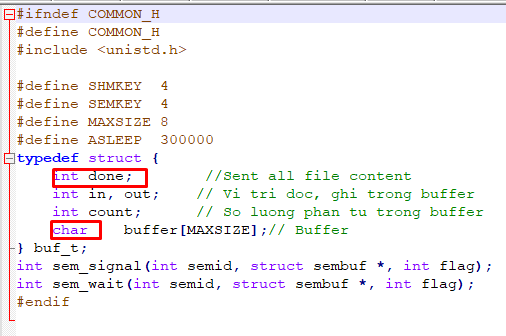 #ifndef COMMON_H
#define COMMON_H
#include <unistd.h>
#define SHMKEY 4
#define SEMKEY 4
#define MAXSIZE 8
#define ASLEEP 300000
typedef struct {
int done; //Sent all file content
int in, out; // Vi tri doc, ghi trong buffer
int count; // So luong phan tu trong buffer
char buffer[MAXSIZE];// Buffer
} buf_t;
int sem_signal(int semid, struct sembuf *, int flag);
int sem_wait(int semid, struct sembuf *, int flag);
#endif